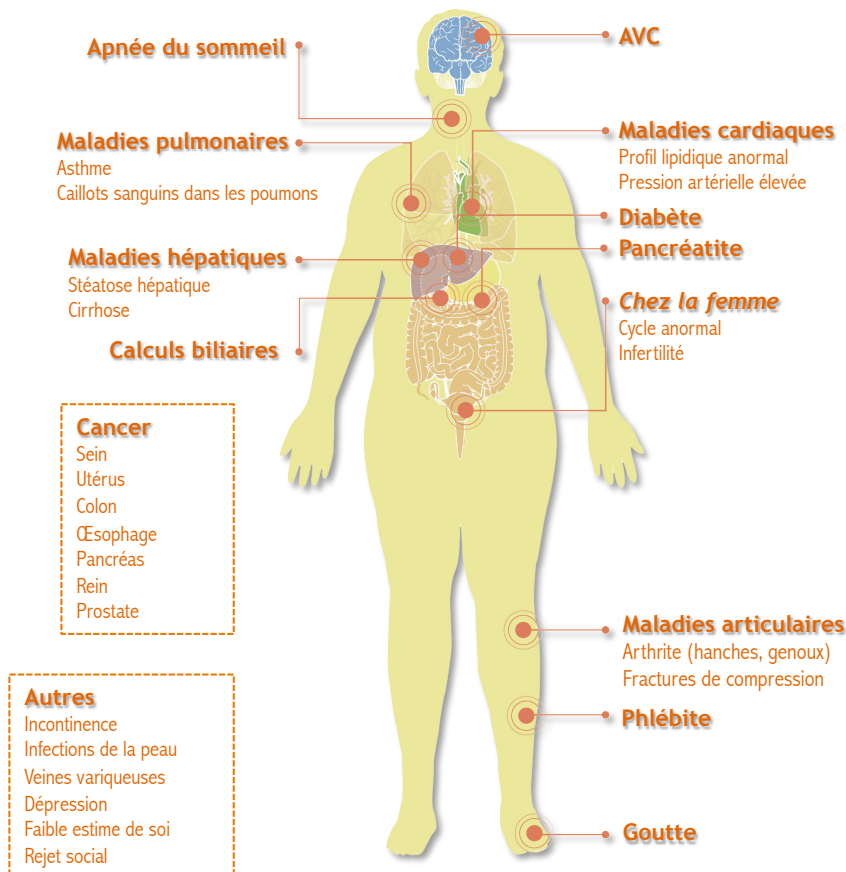 Apnée du sommeil
AVC
Maladies pulmonaires
Asthme
Caillots sanguins dans les poumons
Maladies cardiaques
Profil lipidique anormal
Pression artérielle élevée
Diabète
Pancréatite
Maladies hépatiques
Stéatose hépatique
Cirrhose
Chez la femme
Cycle anormal
Infertilité
Calculs biliaires
Cancer
Sein
Utérus
Colon
Œsophage
Pancréas
Rein
Prostate
Maladies articulaires
Arthrite (hanches, genoux)
Fractures de compression
Phlébite
Goutte
Autres
Incontinence
Infections de la peau
Veines variqueuses
Dépression
Faible estime de soi
Rejet social